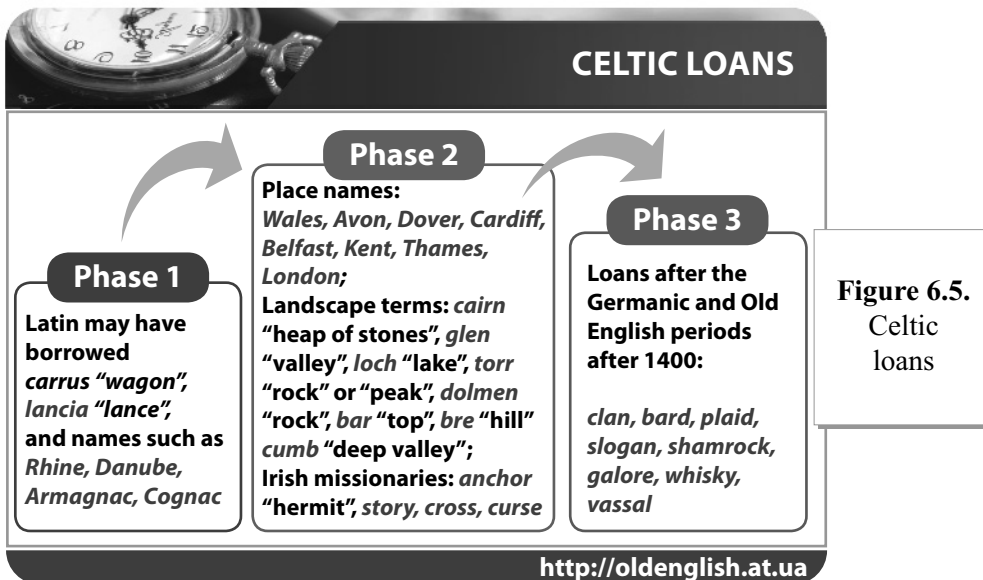 CELTIC LOANS
Phase 1
Latin may have
borrowed
carrus “wagon”,
lancia “lance”,
and names such as
Rhine, Danube,
Armagnac, Cognac
Phase 2
Place names:
Wales, Avon, Dover, Cardiff,
Belfast, Kent, Thames,
London;
Landscape terms: cairn
“heap of stones”, glen
“valley”, loch “lake”, torr
“rock” or “peak”, dolmen
“rock”, bar “top”, bre “hill”
cumb “deep valley”;
Irish missionaries: anchor
“hermit”, story, cross, curse
Phase 3
Loans after the
Germanic and Old
English periods
after 1400:
clan, bard, plaid,
slogan, shamrock,
galore, whisky,
vassal
Figure 6.5.
Celtic
loans
http://oldenglish.at.ua